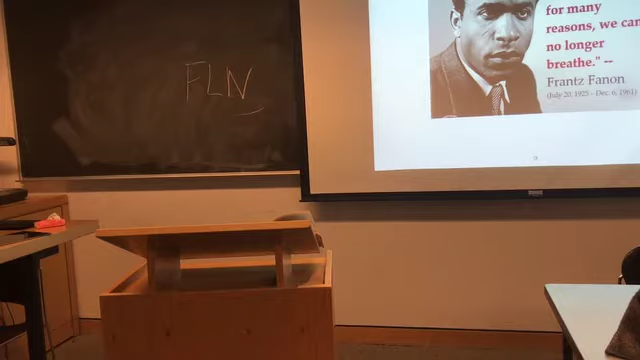 FLN
for many
reasons, we can
no longer
breathe." --
Frantz Fanon
(July 20, 1925 – Dec. 6, 1961)